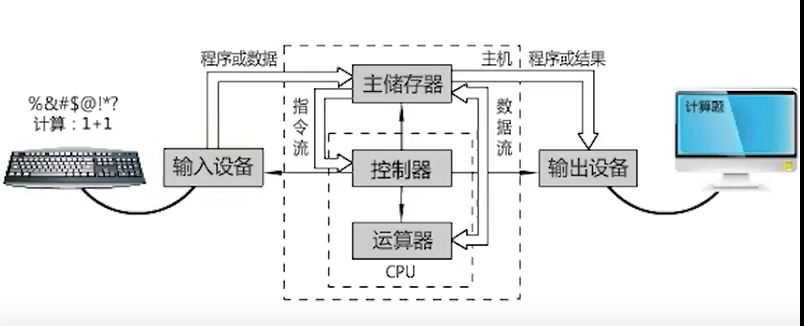 %&#$@!*?
计算：1+1
程序或数据
主机
程序或结果
主储存器
指令流
数据流
输入设备
控制器
输出设备
运算器
CPU
计算题